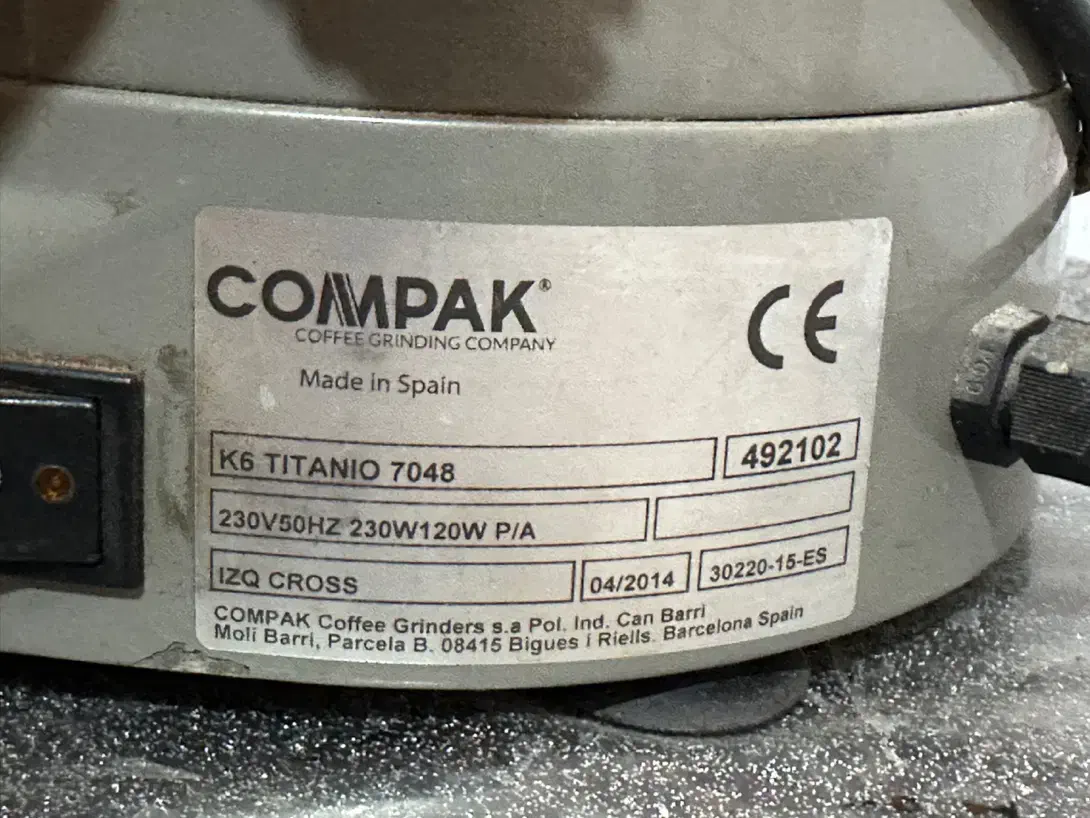 COMPAK®
COFFEE GRINDING COMPANY
CE
Made in Spain
K6 TITANIO 7048
492102
230V50HZ 230W120W P/A
IZQ CROSS
04/2014
30220-15-ES
COMPAK Coffee Grinders s.a Pol. Ind. Can Barri
Molí Barri, Parcela B. 08415 Bigues i Riells. Barcelona Spain